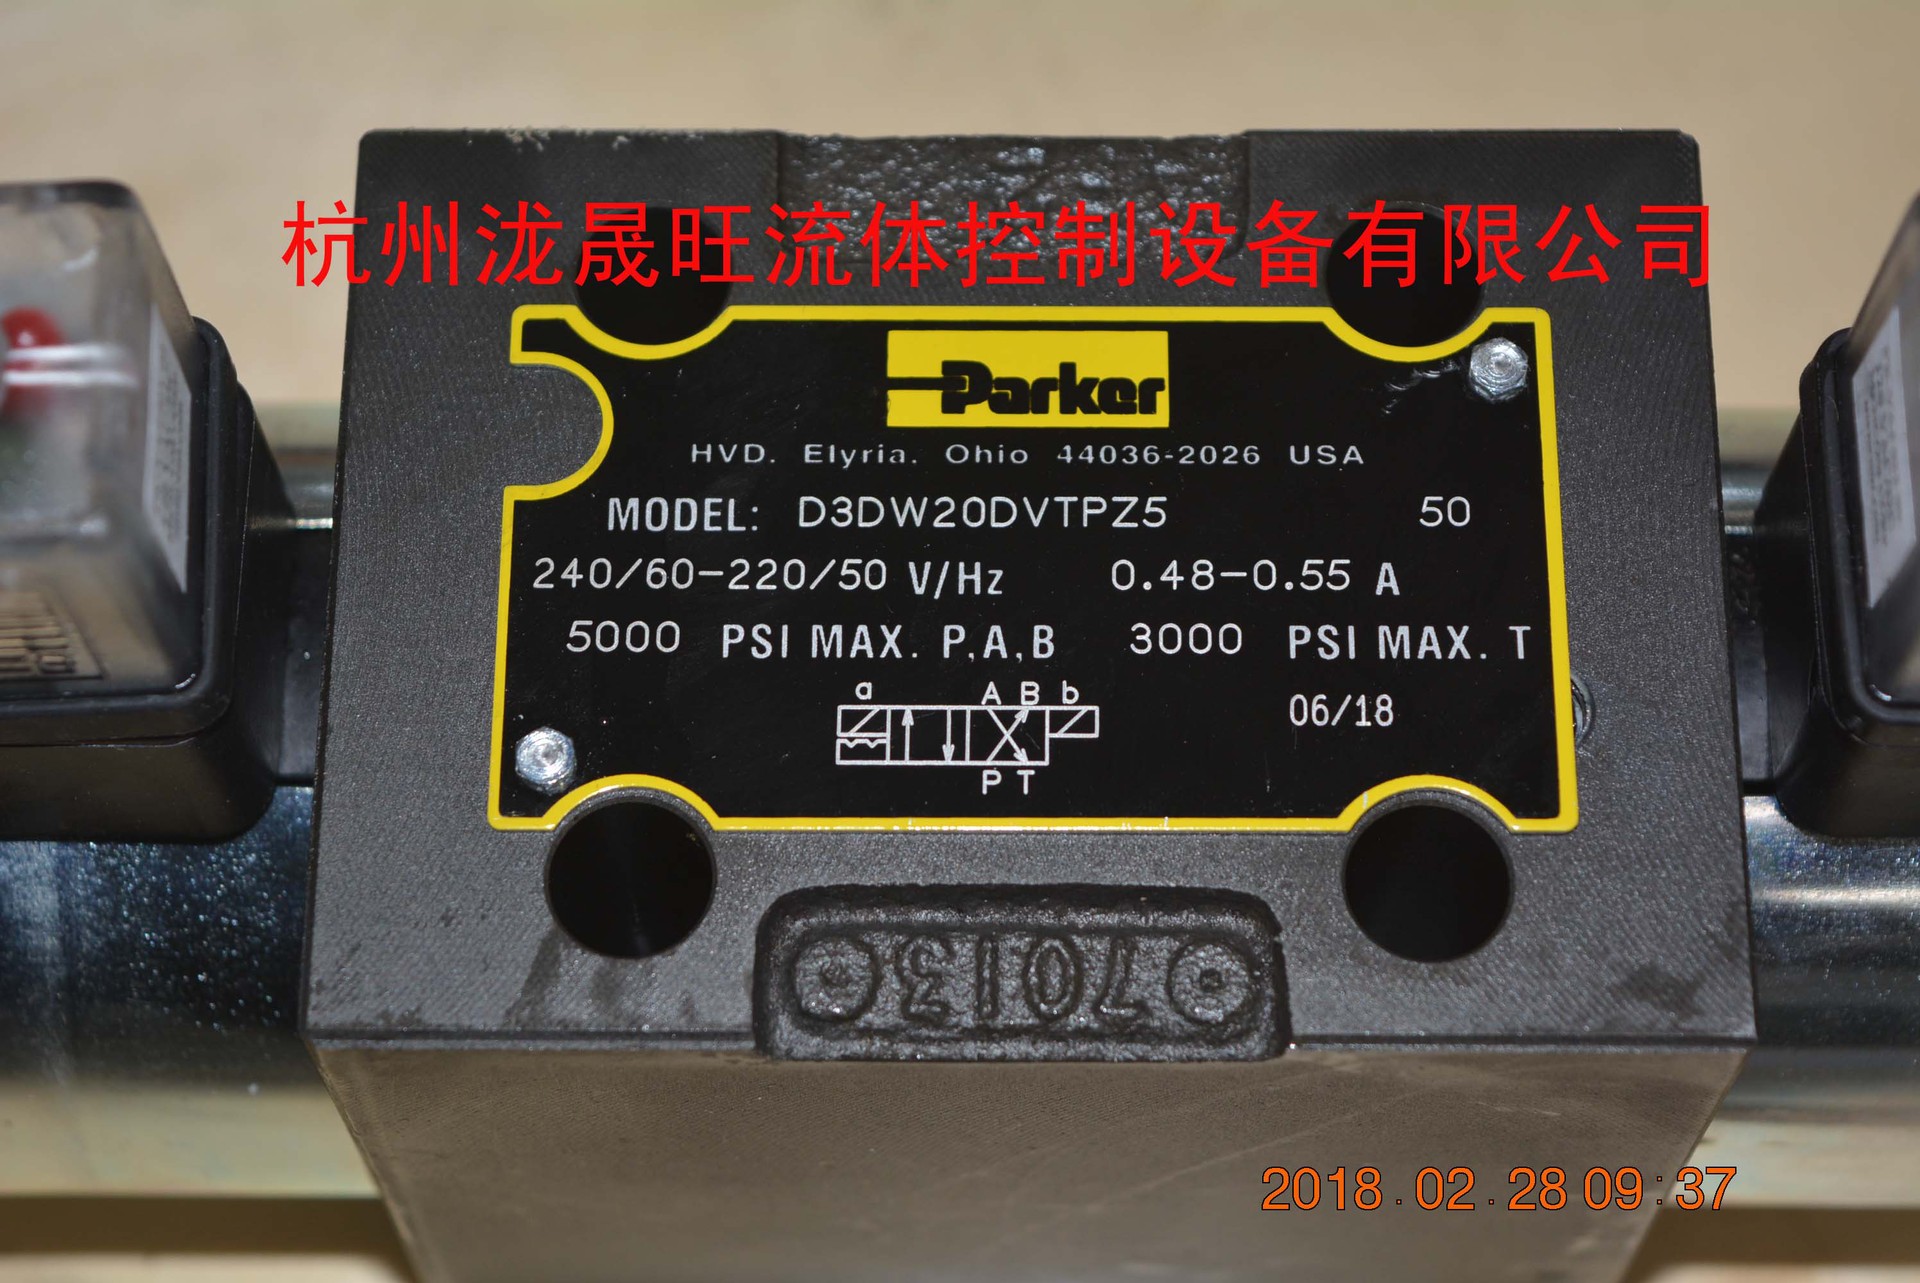 杭州泷晟旺流体控制设备有限公司
Parker
HVD. Elyria. Ohio 44036-2026 USA
MODEL: D3DW20DVTPZ5 50
240/60-220/50 V/Hz 0.48-0.55 A
5000 PSI MAX. P,A,B 3000 PSI MAX. T
a A B b
06/18
P T
7013
2018.02.28 09:37